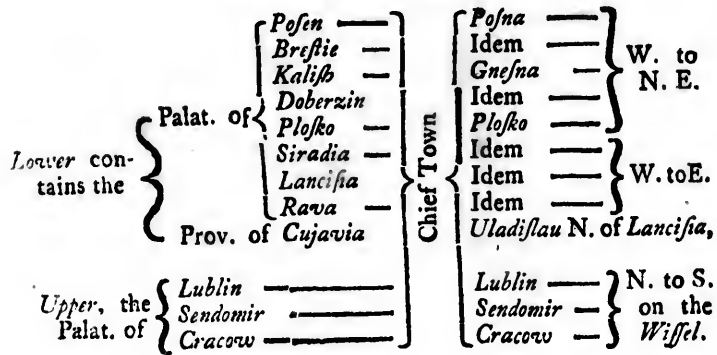 Posen — Posna —
Brestie — Idem —
Kalish — Gnesna — W. to
Doberzin Idem — N. E.
Palat. of Plosko — Plosko —
Lower con- Siradia — Idem —
tains the Lancisia Idem — W. to E.
Rava — Idem —
Prov. of Cujavia Chief Town Uladislau N. of Lancisia,
Upper, the Lublin — Lublin — N. to S.
Palat. of Sendomir — Sendomir — on the
Cracow — Cracow — Wissel.